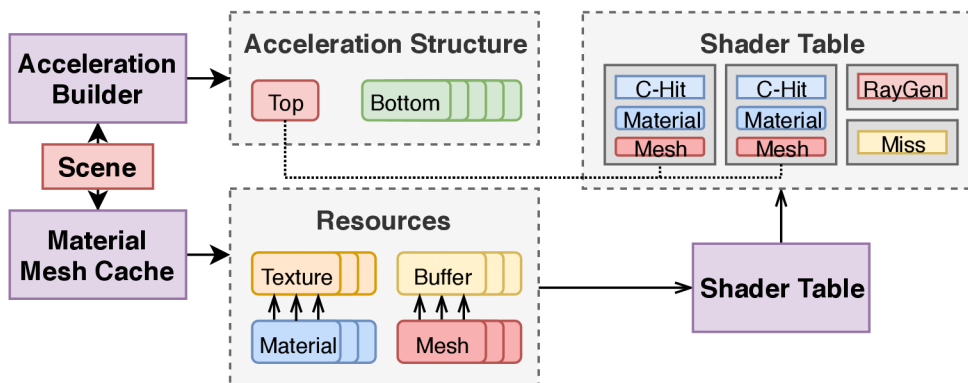 Acceleration
Builder
Scene
Material
Mesh Cache
Acceleration Structure
Top
Bottom
Resources
Texture
Buffer
Material
Mesh
Shader Table
C-Hit
Material
Mesh
C-Hit
Material
Mesh
RayGen
Miss
Shader Table